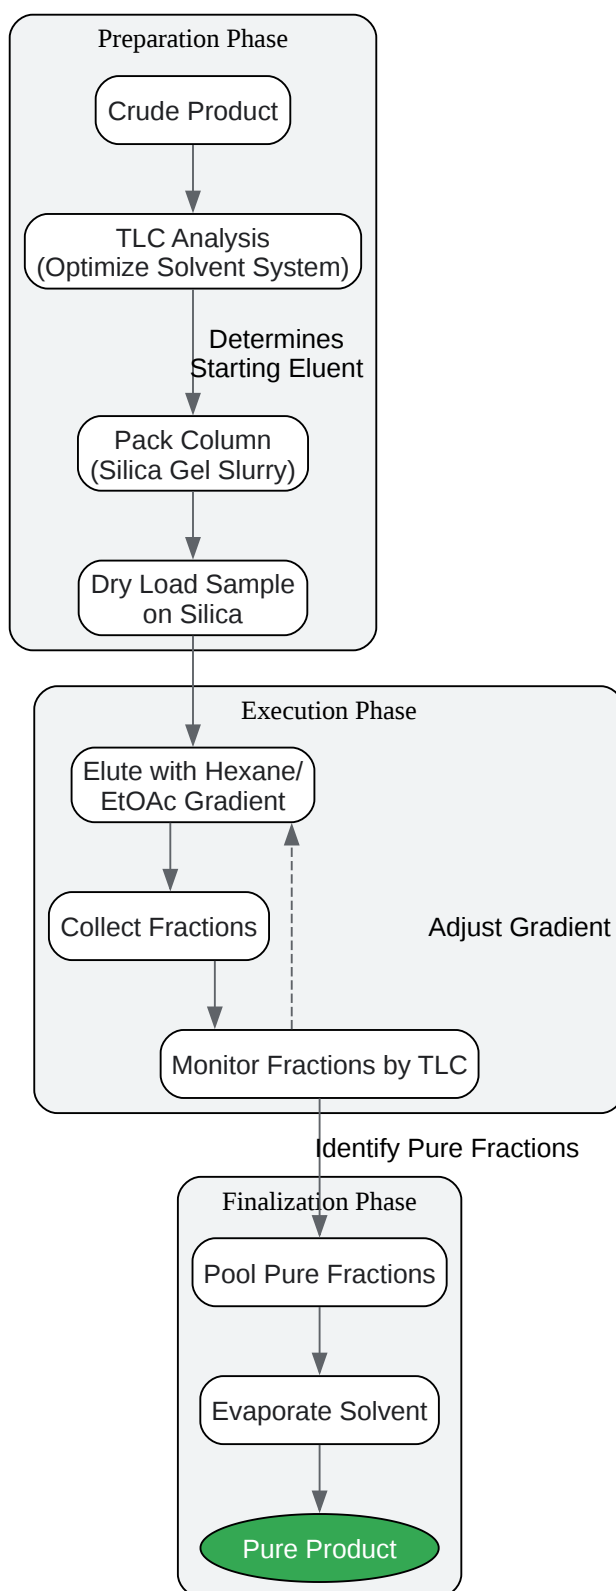 Preparation Phase
Crude Product
TLC Analysis
(Optimize Solvent System)
Determines
Starting Eluent
Pack Column
(Silica Gel Slurry)
Dry Load Sample
on Silica
Execution Phase
Elute with Hexane/
EtOAc Gradient
Collect Fractions
Adjust Gradient
Monitor Fractions by TLC
Identify Pure Fractions
Finalization Phase
Pool Pure Fractions
Evaporate Solvent
Pure Product